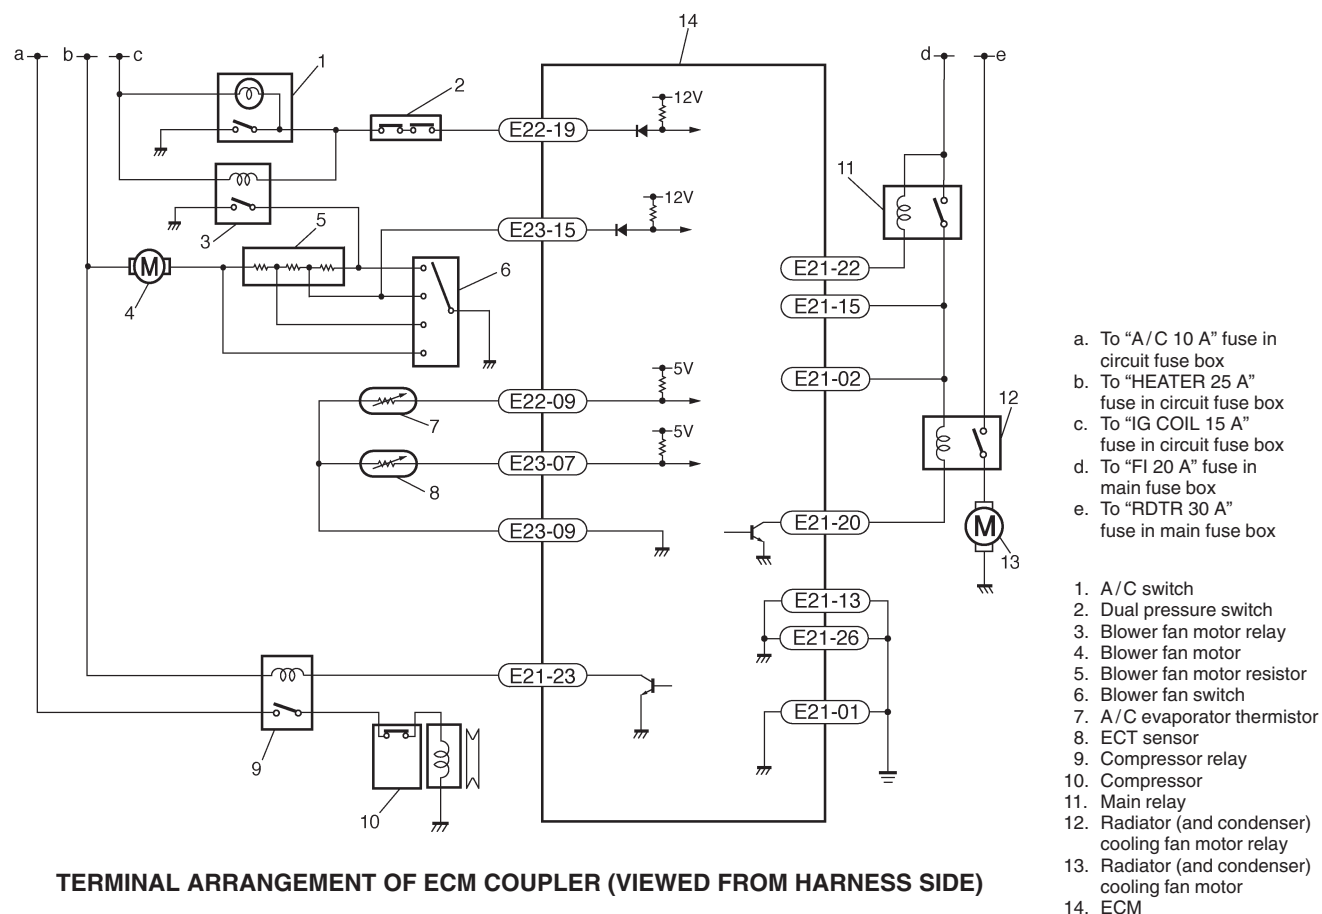 14
a
b
c
d
e
1
2
12V
E22-19
11
12V
3
5
E23-15
6
E21-22
4
E21-15
5V
E21-02
E22-09
12
7
5V
E23-07
8
E23-09
E21-20
13
E21-13
E21-26
E21-23
E21-01
9
10
M
M
a. To “A/C 10 A” fuse in
circuit fuse box
b. To “HEATER 25 A”
fuse in circuit fuse box
c. To “IG COIL 15 A”
fuse in circuit fuse box
d. To “FI 20 A” fuse in
main fuse box
e. To “RDTR 30 A”
fuse in main fuse box
1. A/C switch
2. Dual pressure switch
3. Blower fan motor relay
4. Blower fan motor
5. Blower fan motor resistor
6. Blower fan switch
7. A/C evaporator thermistor
8. ECT sensor
9. Compressor relay
10. Compressor
11. Main relay
12. Radiator (and condenser)
cooling fan motor relay
13. Radiator (and condenser)
cooling fan motor
14. ECM
TERMINAL ARRANGEMENT OF ECM COUPLER (VIEWED FROM HARNESS SIDE)